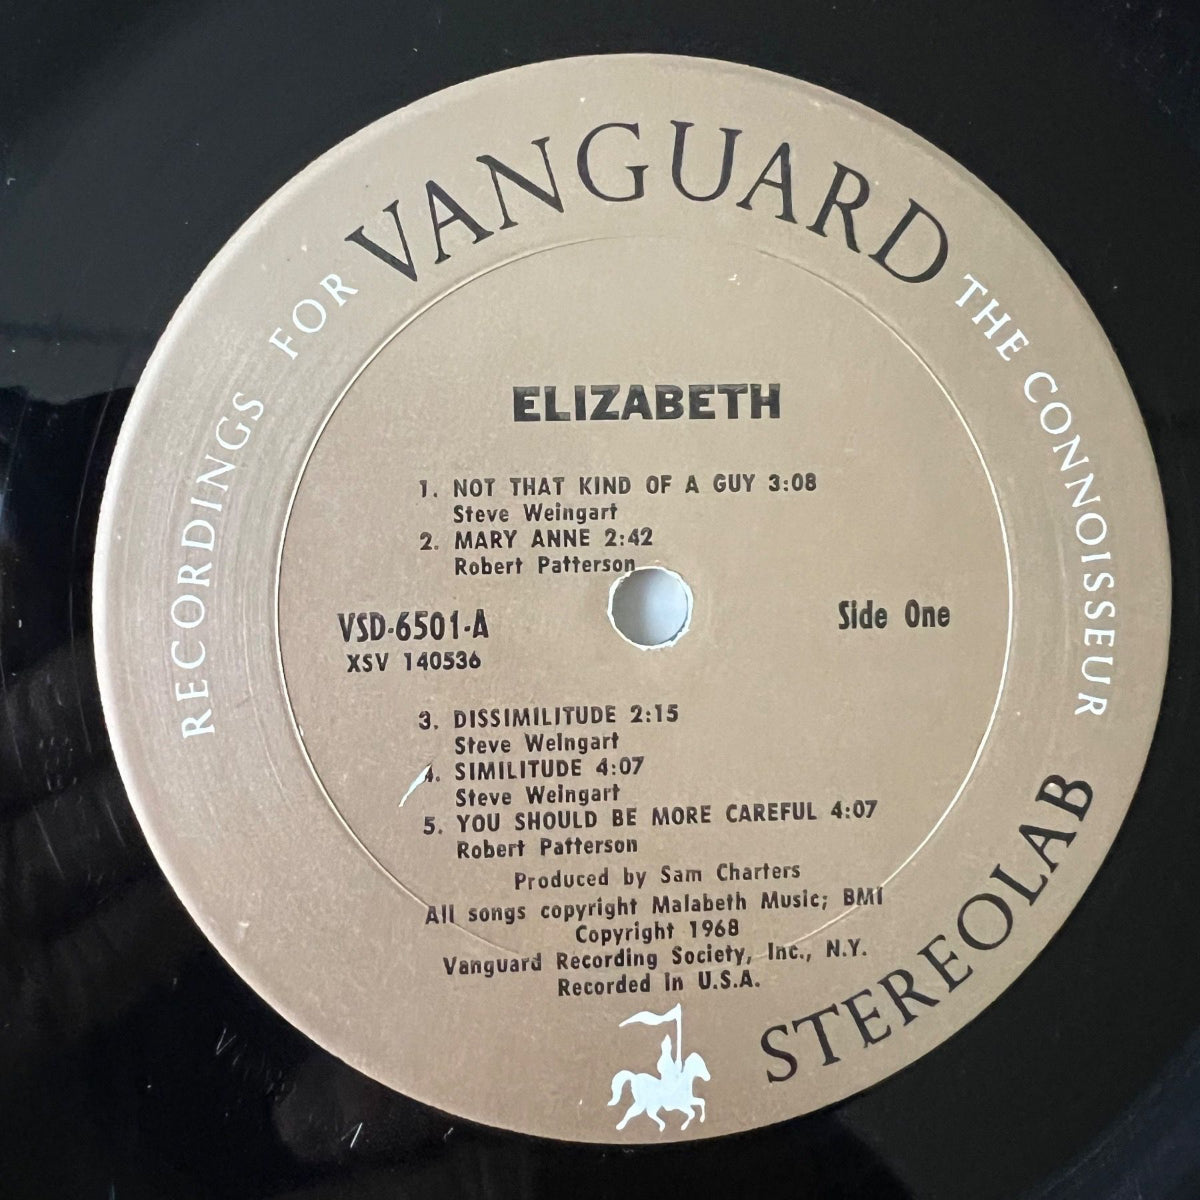 VANGUARD
RECORDINGS FOR THE CONNOISSEUR
ELIZABETH
1. NOT THAT KIND OF A GUY 3:08
Steve Weingart
2. MARY ANNE 2:42
Robert Patterson
VSD-6501-A
XSV 140536
Side One
3. DISSIMILITUDE 2:15
Steve Weingart
4. SIMILITUDE 4:07
Steve Weingart
5. YOU SHOULD BE MORE CAREFUL 4:07
Robert Patterson
Produced by Sam Charters
All songs copyright Malabeth Music; BMI
Copyright 1968
Vanguard Recording Society, Inc., N.Y.
Recorded in U.S.A.
STEREOLAB